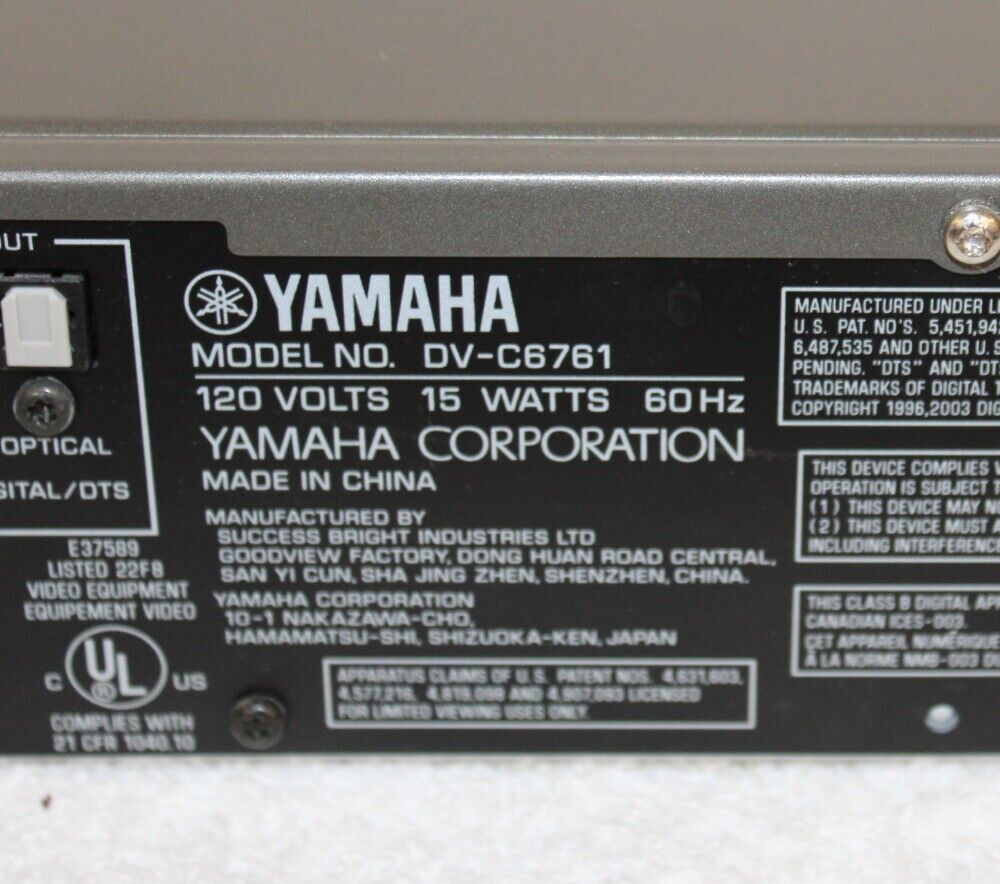 OUT
OPTICAL
GITAL/DTS
E37589
LISTED 22F8
VIDEO EQUIPMENT
EQUIPEMENT VIDEO
C UL ® US
COMPLIES WITH
21 CFR 1040.10
YAMAHA
MODEL NO. DV-C6761
120 VOLTS 15 WATTS 60Hz
YAMAHA CORPORATION
MADE IN CHINA
MANUFACTURED BY
SUCCESS BRIGHT INDUSTRIES LTD
GOODVIEW FACTORY, DONG HUAN ROAD CENTRAL,
SAN YI CUN, SHA JING ZHEN, SHENZHEN, CHINA.
YAMAHA CORPORATION
10-1 NAKAZAWA-CHO,
HAMAMATSU-SHI, SHIZUOKA-KEN, JAPAN
APPARATUS CLAIMS OF U.S. PATENT NOS. 4,631,603,
4,577,216, 4,819,098 AND 4,907,093 LICENSED
FOR LIMITED VIEWING USES ONLY.
MANUFACTURED UNDER LI
U.S. PAT. NO'S. 5,451,94
6,487,535 AND OTHER U.S
PENDING. "DTS" AND "DT
TRADEMARKS OF DIGITAL T
COPYRIGHT 1996,2003 DIG
THIS DEVICE COMPLIES W
OPERATION IS SUBJECT T
(1) THIS DEVICE MAY N
(2) THIS DEVICE MUST A
INCLUDING INTERFERENC
THIS CLASS B DIGITAL AP
CANADIAN ICES-003.
CET APPAREIL NUMÉRIQUE
À LA NORME NMB-003 DU